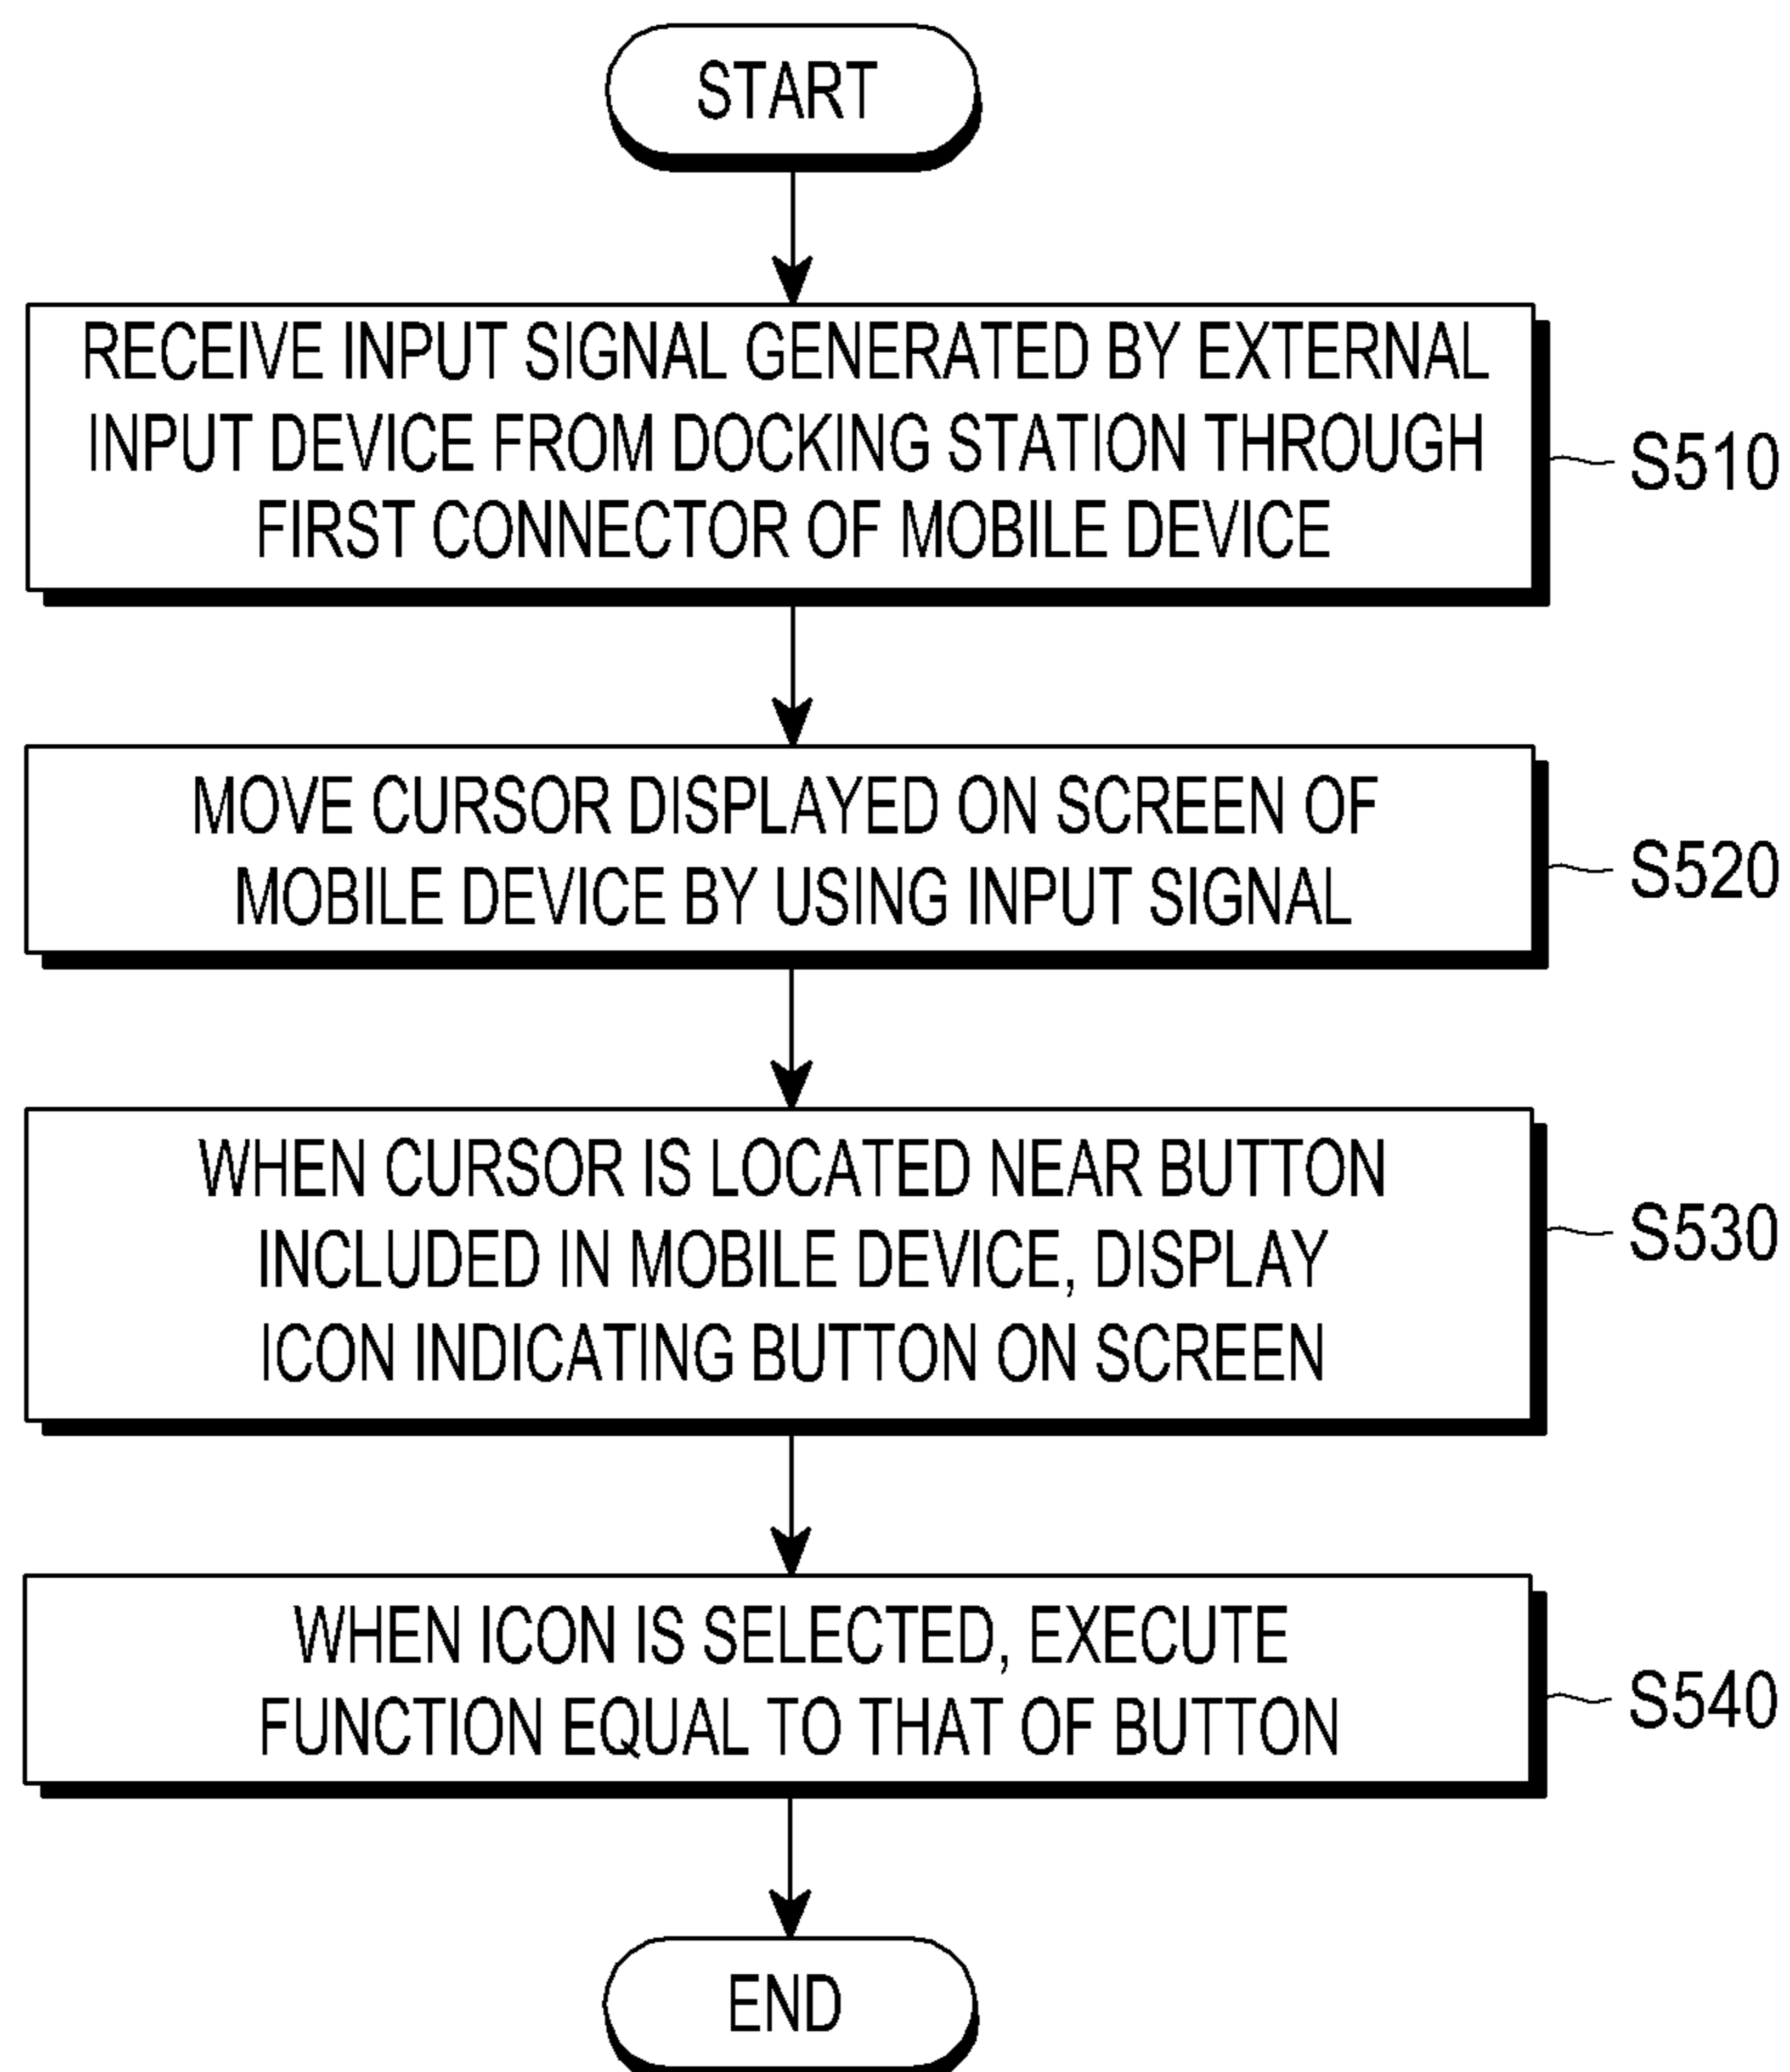 START
RECEIVE INPUT SIGNAL GENERATED BY EXTERNAL
INPUT DEVICE FROM DOCKING STATION THROUGH
FIRST CONNECTOR OF MOBILE DEVICE
S510
MOVE CURSOR DISPLAYED ON SCREEN OF
MOBILE DEVICE BY USING INPUT SIGNAL
S520
WHEN CURSOR IS LOCATED NEAR BUTTON
INCLUDED IN MOBILE DEVICE, DISPLAY
ICON INDICATING BUTTON ON SCREEN
S530
WHEN ICON IS SELECTED, EXECUTE
FUNCTION EQUAL TO THAT OF BUTTON
S540
END